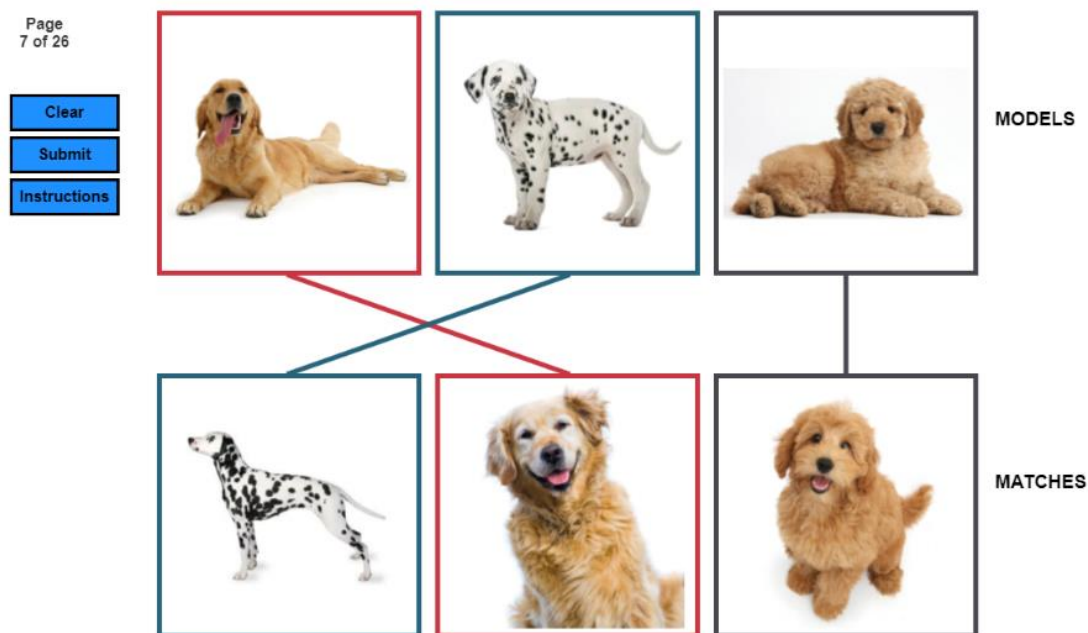 Page
7 of 26
Clear
Submit
Instructions
MODELS
MATCHES